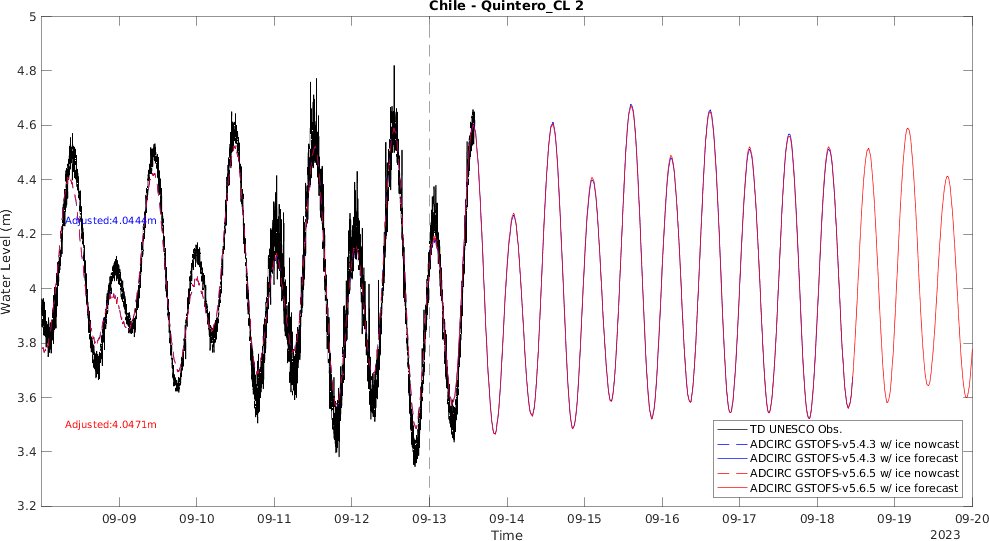 Chile - Quintero_CL 2
5
4.8
4.6
4.4
4.2
4
3.8
3.6
3.4
3.2
Water Level (m)
Adjusted:4.0444m
Adjusted:4.0471m
TD UNESCO Obs.
ADCIRC GSTOFS-v5.4.3 w/ ice nowcast
ADCIRC GSTOFS-v5.4.3 w/ ice forecast
ADCIRC GSTOFS-v5.6.5 w/ ice nowcast
ADCIRC GSTOFS-v5.6.5 w/ ice forecast
09-09 09-10 09-11 09-12 09-13 09-14 09-15 09-16 09-17 09-18 09-19 09-20
Time
2023